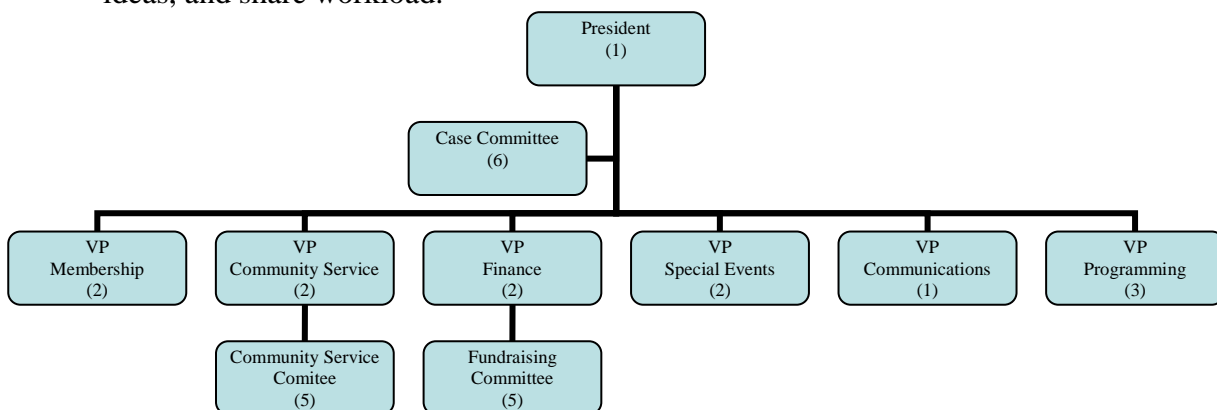 ideas, and share workload.
President
(1)
Case Committee
(6)
VP
Membership
(2)
VP
Community Service
(2)
VP
Finance
(2)
VP
Special Events
(2)
VP
Communications
(1)
VP
Programming
(3)
Community Service
Comitee
(5)
Fundraising
Committee
(5)